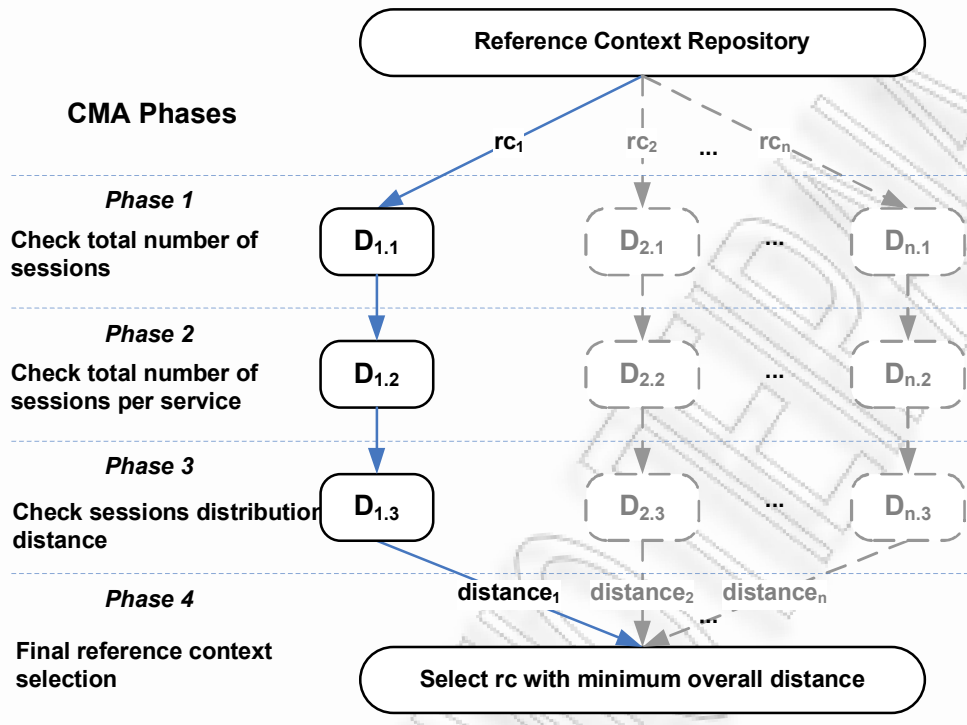 Reference Context Repository
CMA Phases
rc1 rc2 ... rcn
Phase 1
Check total number of
sessions
D1.1 D2.1 ... Dn.1
Phase 2
Check total number of
sessions per service
D1.2 D2.2 ... Dn.2
Phase 3
Check sessions distribution
distance
D1.3 D2.3 ... Dn.3
distance1 distance2 distancen
...
Phase 4
Final reference context
selection
Select rc with minimum overall distance